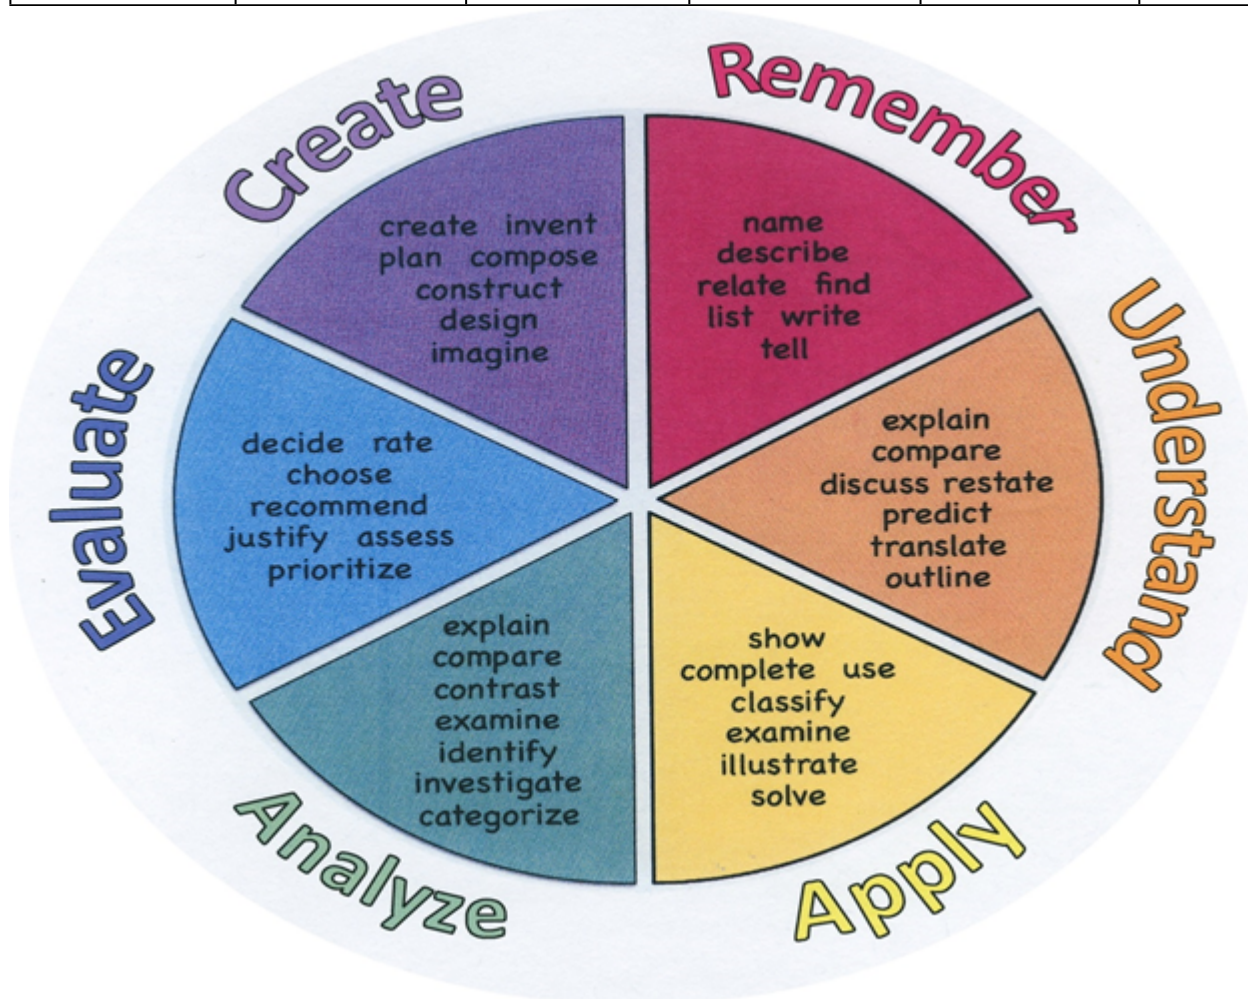 Remember
name
describe
relate find
list write
tell
Understand
explain
compare
discuss restate
predict
translate
outline
Apply
show
complete use
classify
examine
illustrate
solve
Analyze
explain
compare
contrast
examine
identify
investigate
categorize
Evaluate
decide rate
choose
recommend
justify assess
prioritize
Create
create invent
plan compose
construct
design
imagine